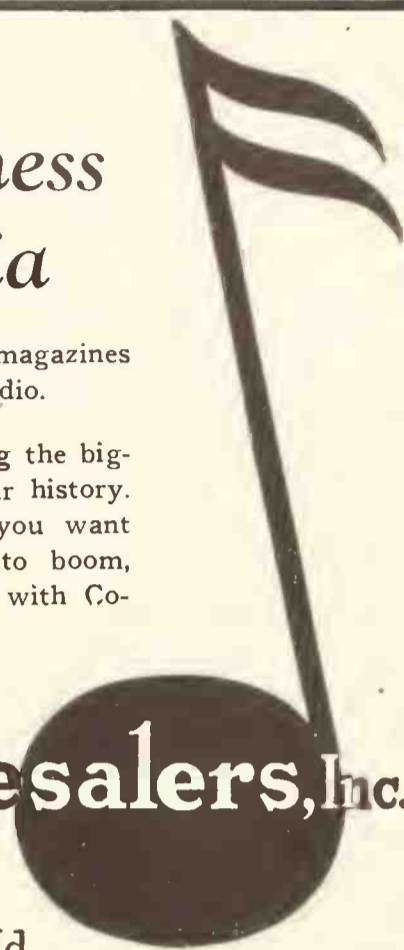 ness
ia
magazines
dio.
g the big-
r history.
you want
to boom,
with Co-
esalers, Inc.
d